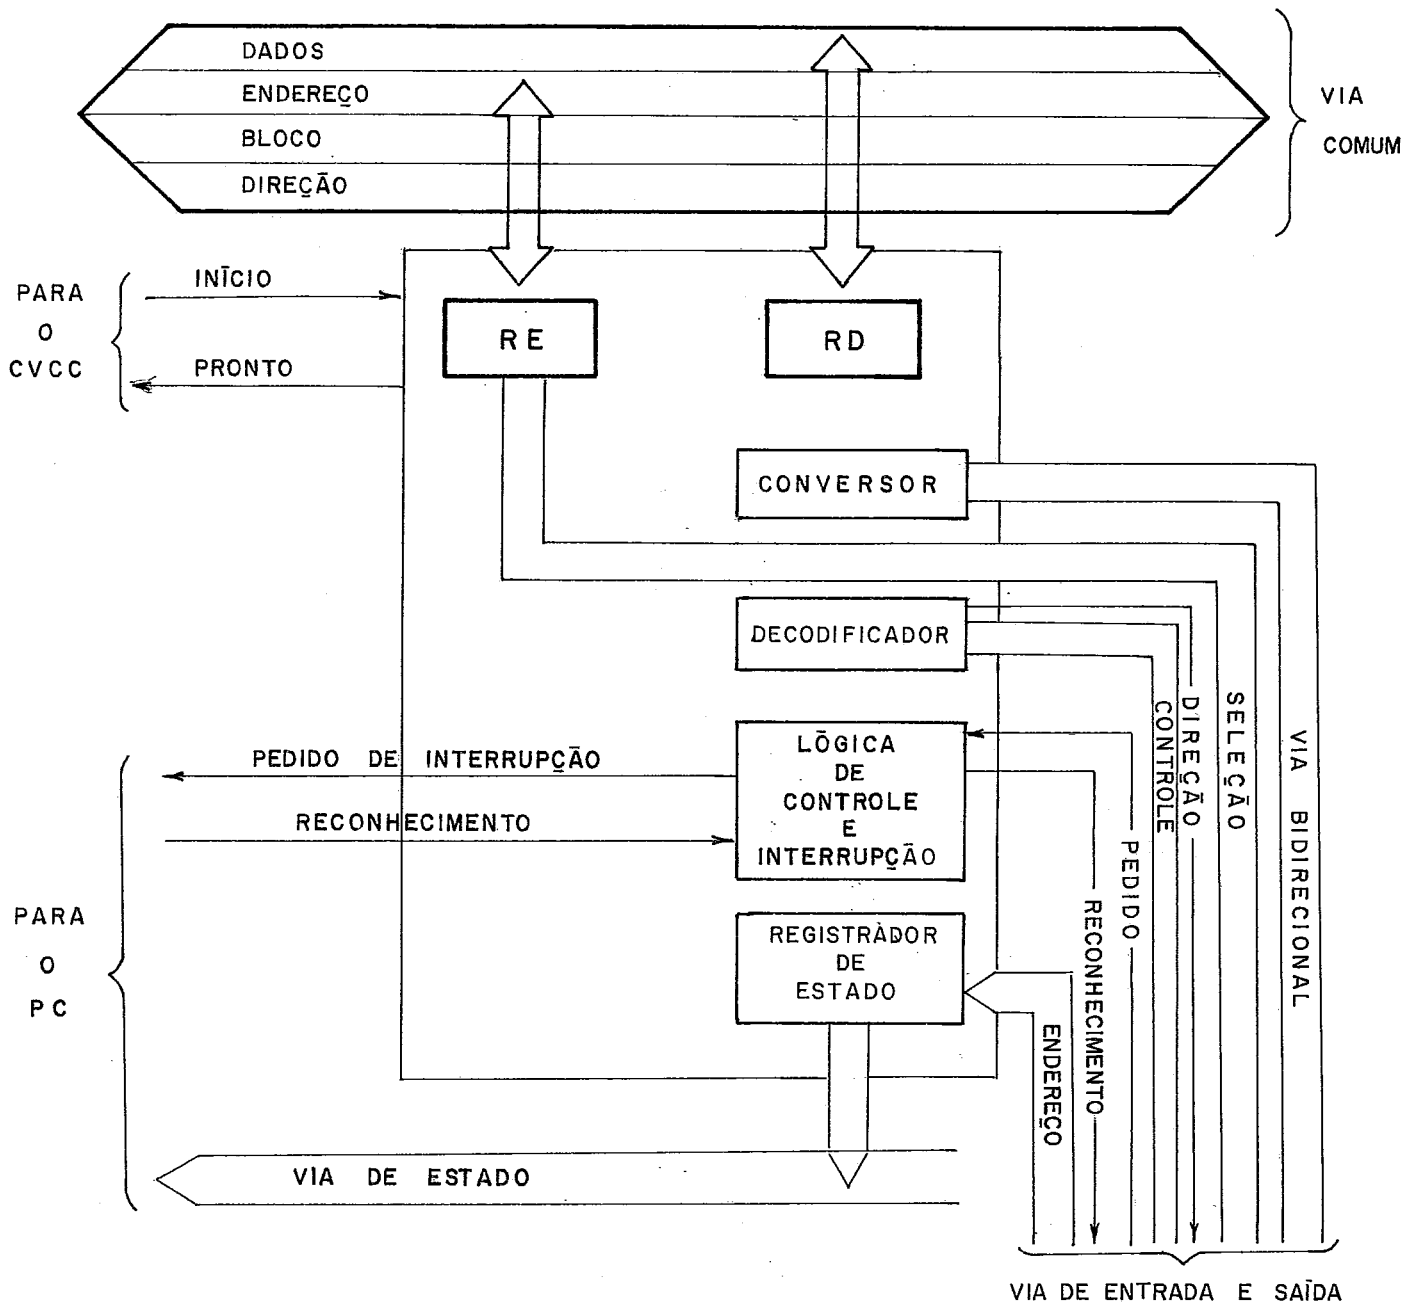 DADOS
ENDEREÇO
BLOCO
DIREÇÃO
VIA
COMUM
PARA
O
CVCC
INÍCIO
PRONTO
RE
RD
CONVERSOR
DECODIFICADOR
LÓGICA
DE
CONTROLE
E
INTERRUPÇÃO
PEDIDO DE INTERRUPÇÃO
RECONHECIMENTO
PARA
O
PC
REGISTRADOR
DE
ESTADO
VIA DE ESTADO
ENDEREÇO
RECONHECIMENTO
PEDIDO
CONTROLE
DIREÇÃO
SELEÇÃO
VIA BIDIRECIONAL
VIA DE ENTRADA E SAÍDA